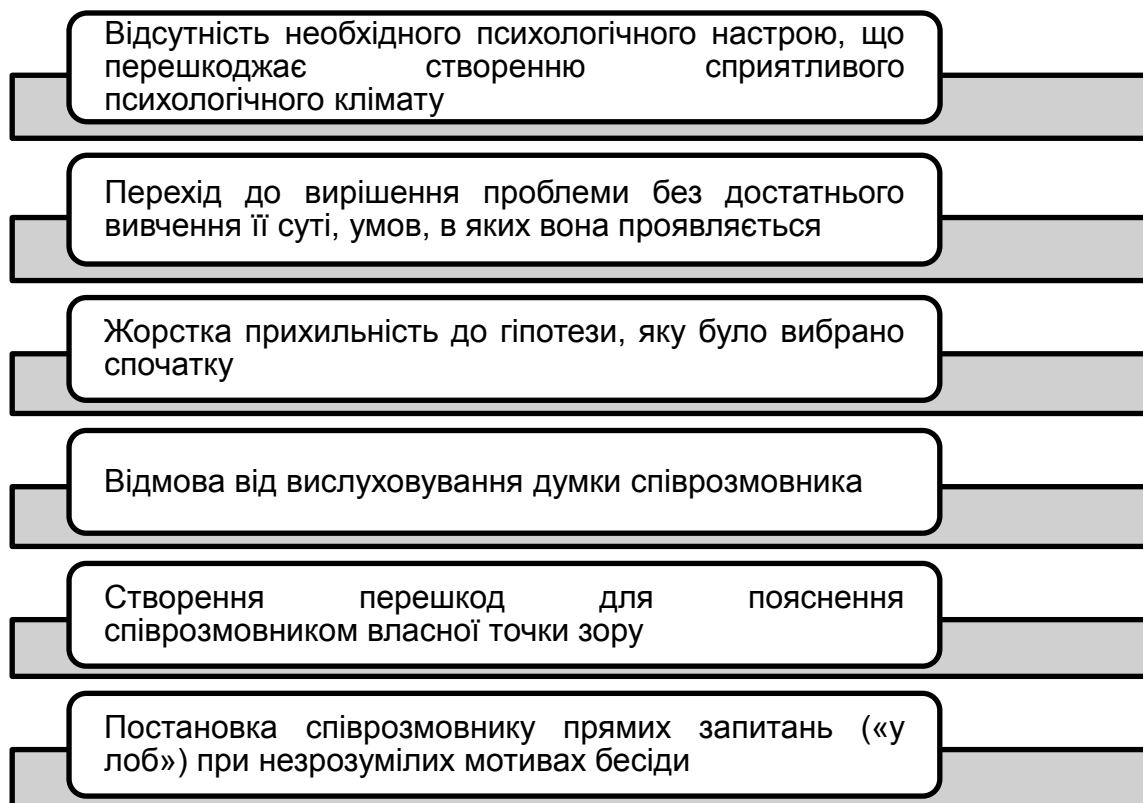 Відсутність необхідного психологічного настрою, що
перешкоджає створенню сприятливого
психологічного клімату
Перехід до вирішення проблеми без достатнього
вивчення її суті, умов, в яких вона проявляється
Жорстка прихильність до гіпотези, яку було вибрано
спочатку
Відмова від вислуховування думки співрозмовника
Створення перешкод для пояснення
співрозмовником власної точки зору
Постановка співрозмовнику прямих запитань («у
лоб») при незрозумілих мотивах бесіди